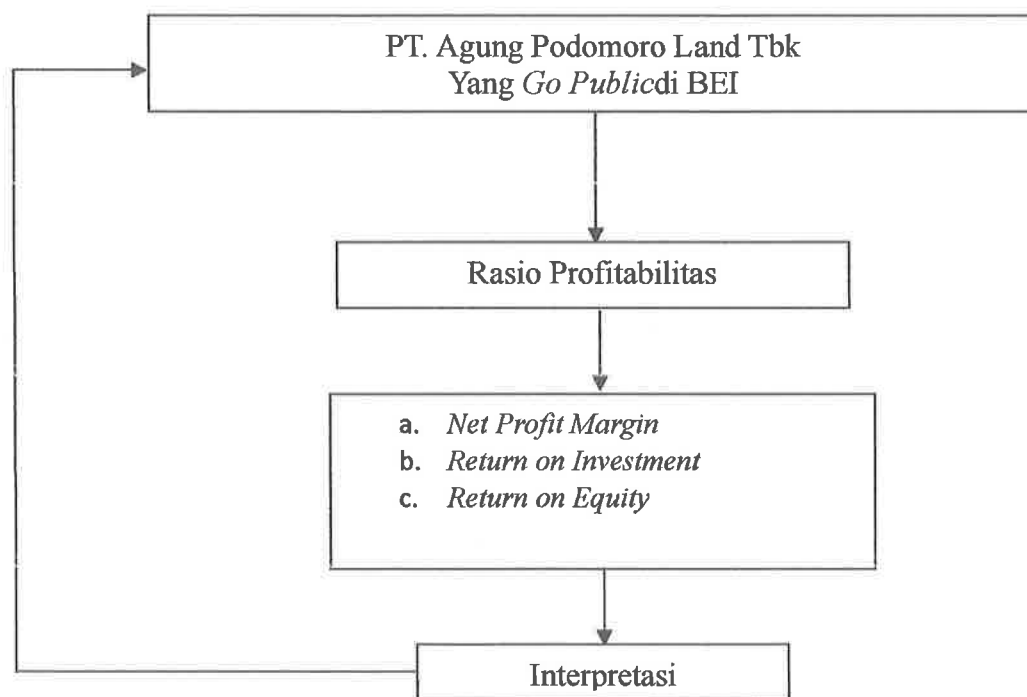 PT. Agung Podomoro Land Tbk
Yang Go Publicdi BEI
Rasio Profitabilitas
a. Net Profit Margin
b. Return on Investment
c. Return on Equity
Interpretasi